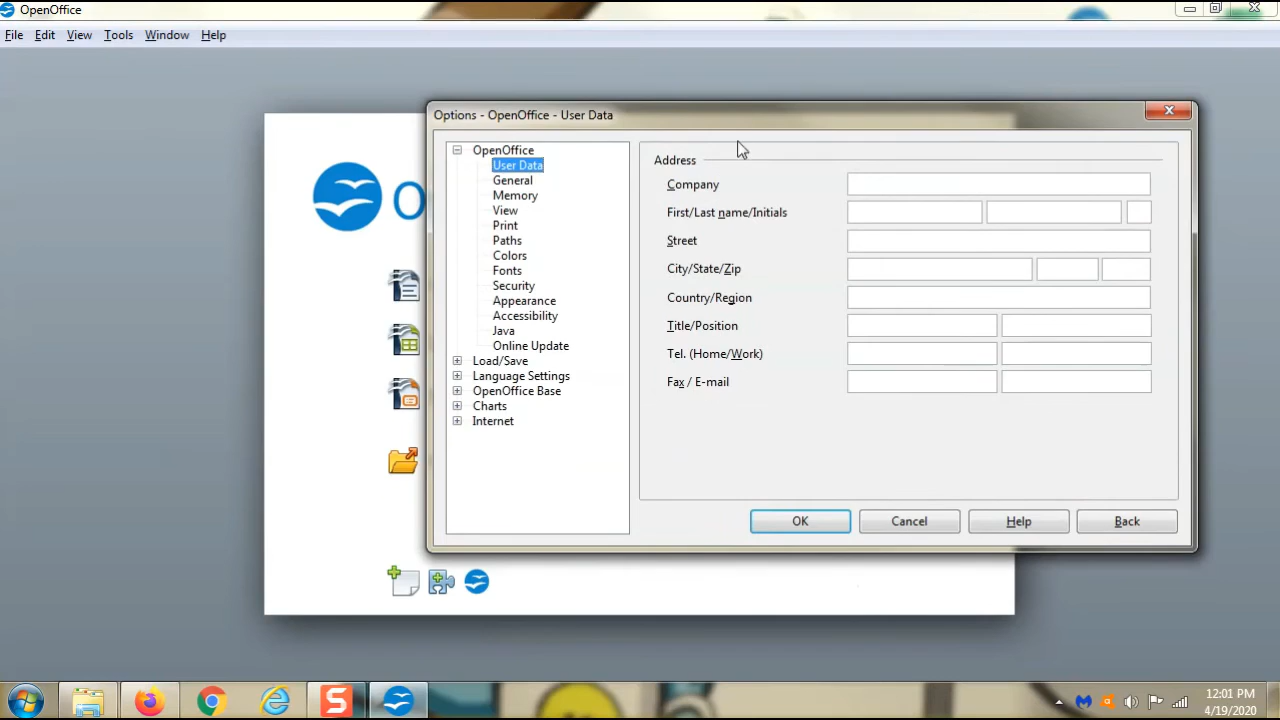 OpenOffice
File Edit View Tools Window Help
O
Options - OpenOffice - User Data
OpenOffice
User Data
General
Memory
View
Print
Paths
Colors
Fonts
Security
Appearance
Accessibility
Java
Online Update
Load/Save
Language Settings
OpenOffice Base
Charts
Internet
Address
Company
First/Last name/Initials
Street
City/State/Zip
Country/Region
Title/Position
Tel. (Home/Work)
Fax / E-mail
OK Cancel Help Back
S
12:01 PM
4/19/2020